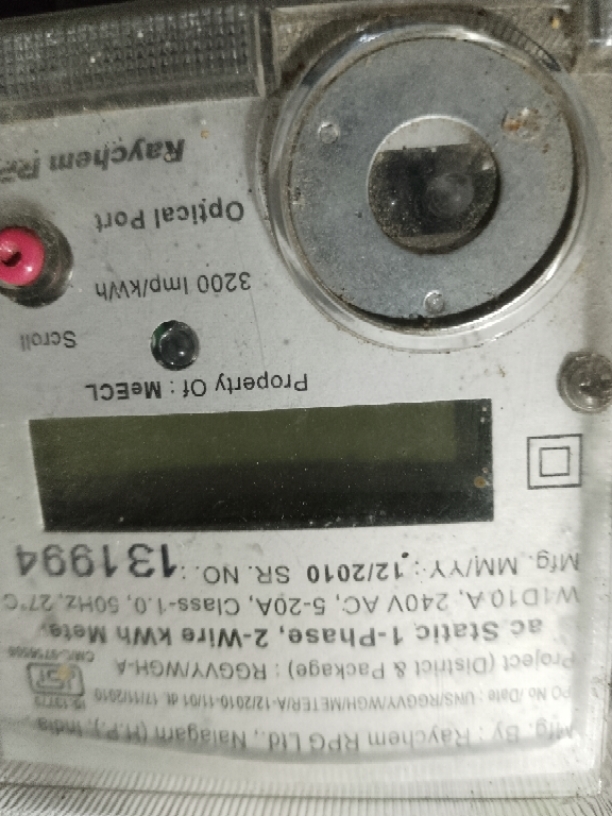 Mfg. By : Raychem RPG Ltd., Nalagarh (H.P.), India.
PO No /Date : UNS/RGGVY/WGH/METER/A-12/2010-11/01 dt. 17/11/2010
IS 13779
Project (District & Package) : RGGVY/WGH-A
ac Static 1-Phase, 2-Wire kWh Meter
W1D10 A, 240V AC, 5-20A, Class-1.0, 50Hz, 27°C
Mfg. MM/YY : 12/2010 SR. NO. : 131994
Property Of : MeECL
Scroll
3200 Imp/kWh
Optical Port
Raychem